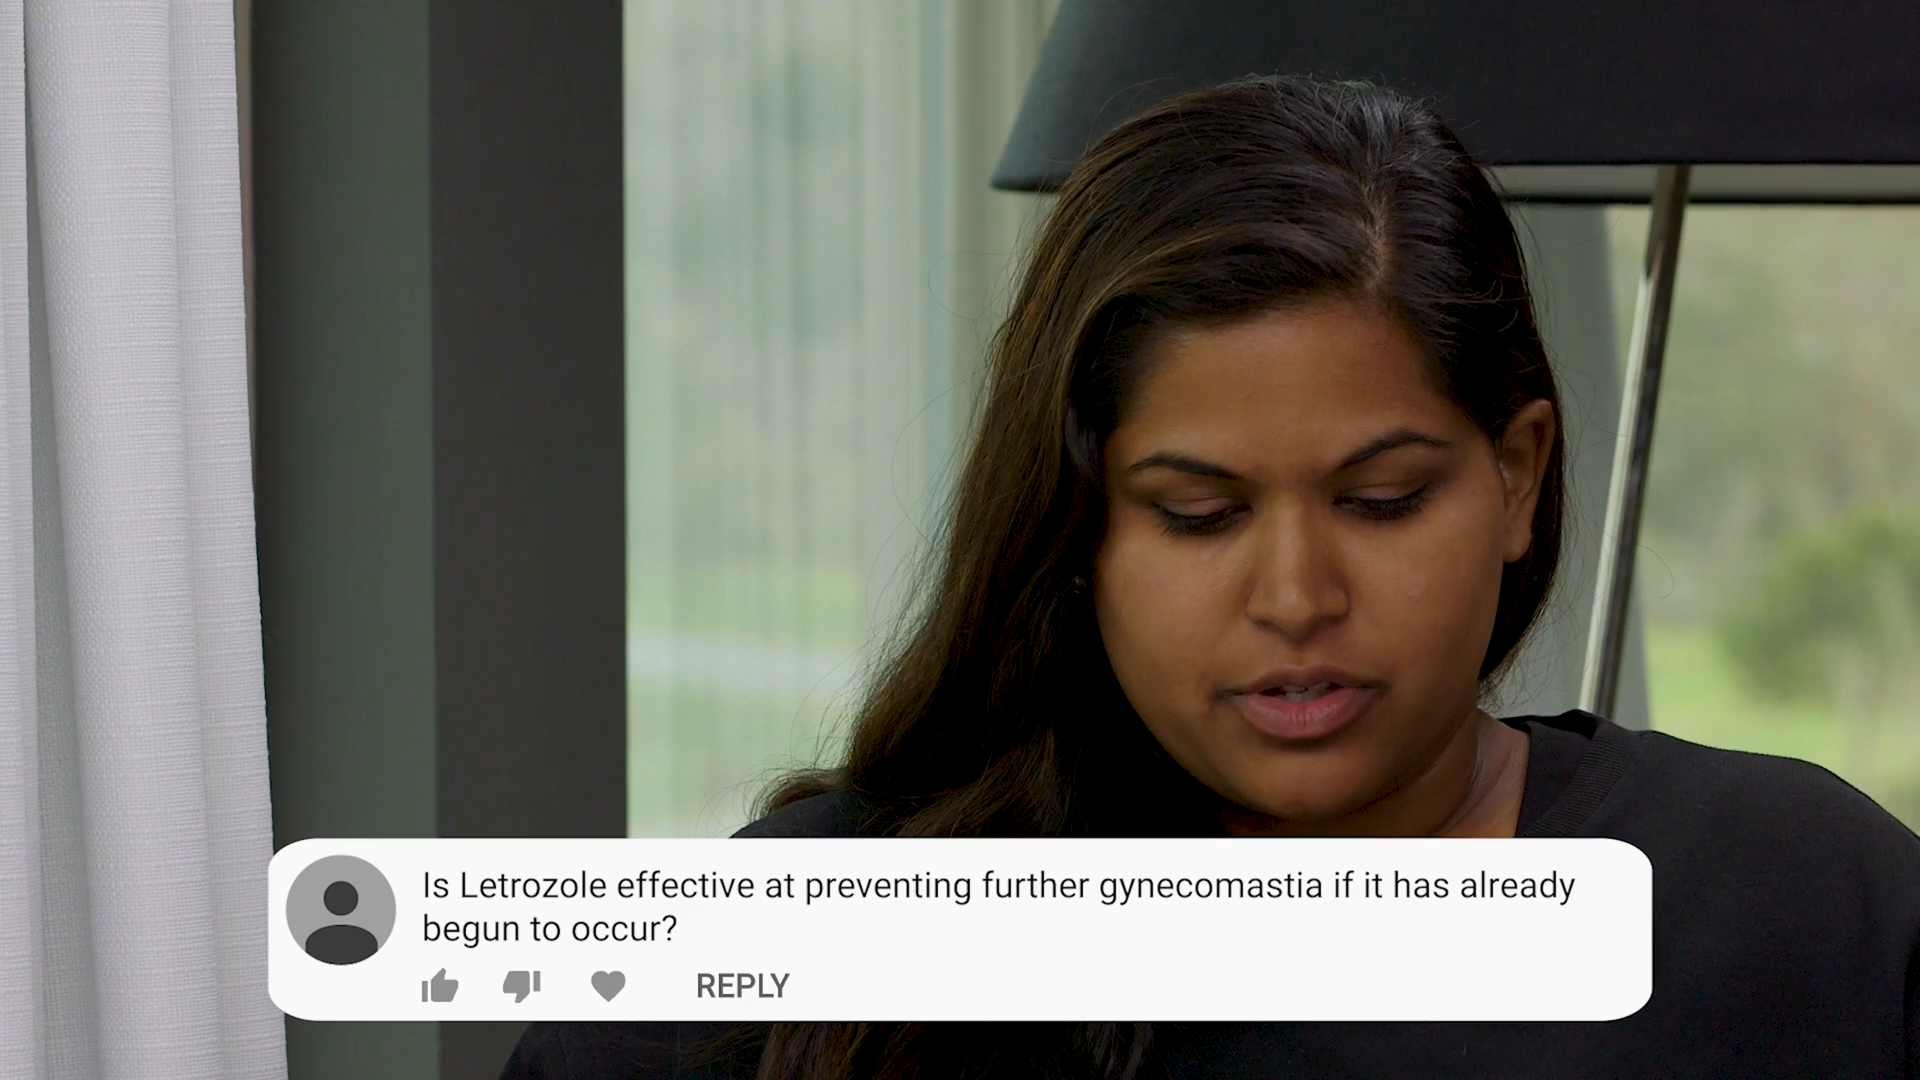 Is Letrozole effective at preventing further gynecomastia if it has already
begun to occur?
REPLY